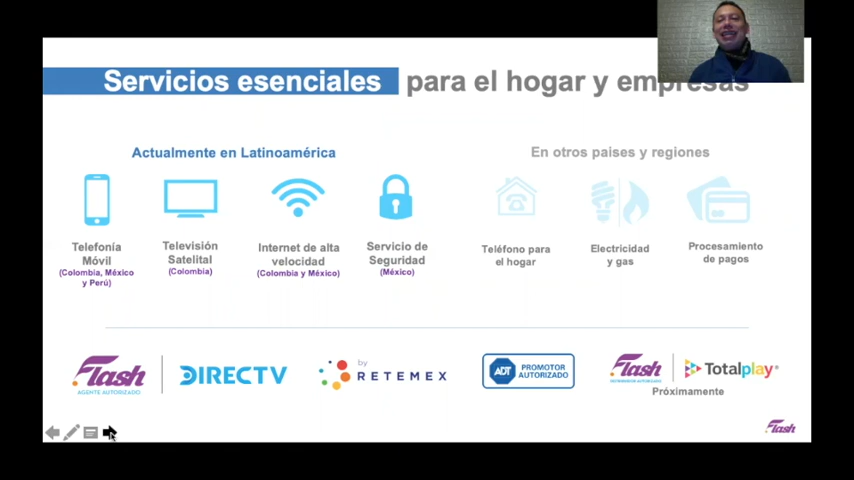 Servicios esenciales para el hogar y empresas
Actualmente en Latinoamérica
En otros paises y regiones
Telefonía
Móvil
(Colombia, México
y Perú)
Televisión
Satelital
(Colombia)
Internet de alta
velocidad
(Colombia y México)
Servicio de
Seguridad
(México)
Teléfono para
el hogar
Electricidad
y gas
Procesamiento
de pagos
Flash
AGENTE AUTORIZADO
DIRECTV
by
RETEMEX
ADT
PROMOTOR
AUTORIZADO
Flash
DISTRIBUIDOR AUTORIZADO
Totalplay
Próximamente
Flash